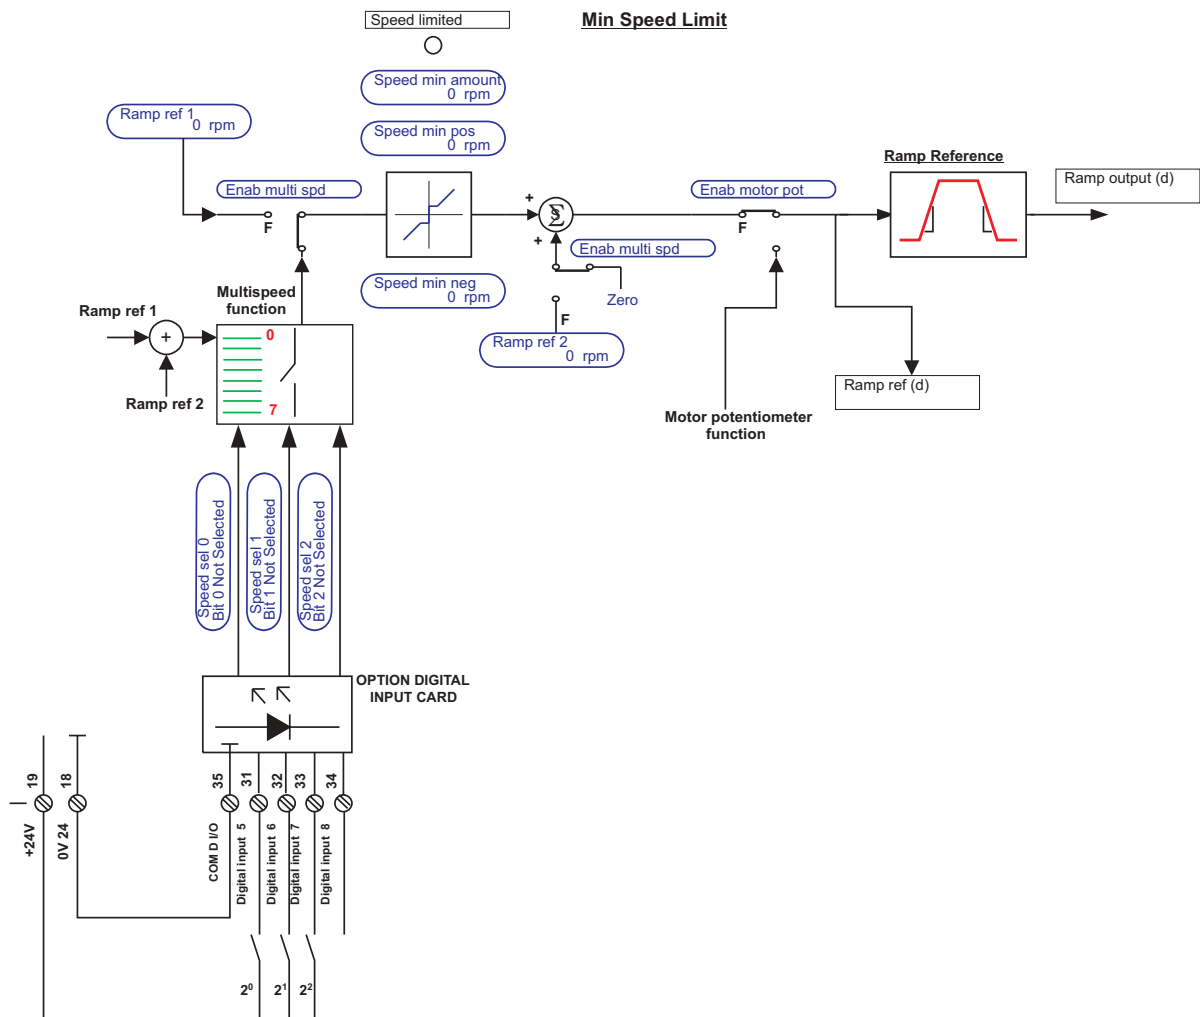 Speed limited
Min Speed Limit
Speed min amount
0 rpm
Ramp ref 1
0 rpm
Speed min pos
0 rpm
Ramp Reference
Ramp output (d)
Enab multi spd
Enab motor pot
F
+
Σ
S
F
+
Enab multi spd
Speed min neg
0 rpm
Zero
Multispeed
function
Ramp ref 1
+
0
7
Ramp ref 2
F
Ramp ref 2
0 rpm
Ramp ref (d)
Motor potentiometer
function
Speed sel 0
Bit 0 Not Selected
Speed sel 1
Bit 1 Not Selected
Speed sel 2
Bit 2 Not Selected
OPTION DIGITAL
INPUT CARD
19
18
35
31
32
33
34
+24V
0V 24
COM D I/O
Digital input 5
Digital input 6
Digital input 7
Digital input 8
2⁰
2¹
2²